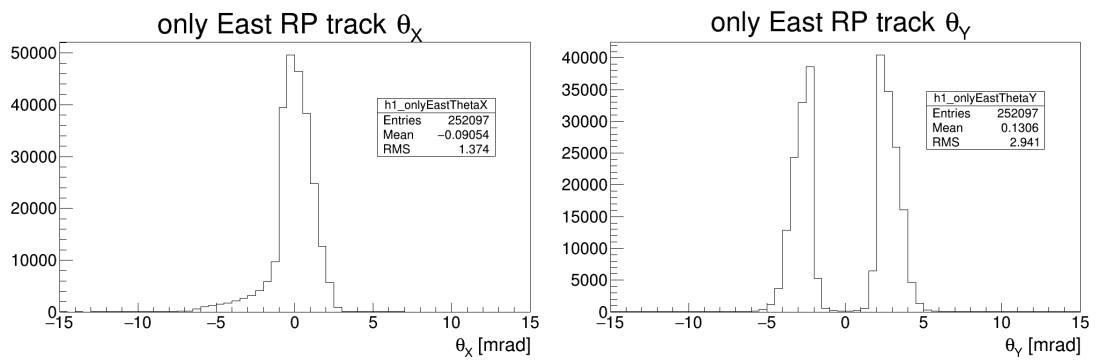 only East RP track θX
50000
40000
30000
20000
10000
0
−15 −10 −5 0 5 10 15
θX [mrad]
h1_onlyEastThetaX
Entries 252097
Mean −0.09054
RMS 1.374
only East RP track θY
40000
35000
30000
25000
20000
15000
10000
5000
0
−15 −10 −5 0 5 10 15
θY [mrad]
h1_onlyEastThetaY
Entries 252097
Mean 0.1306
RMS 2.941